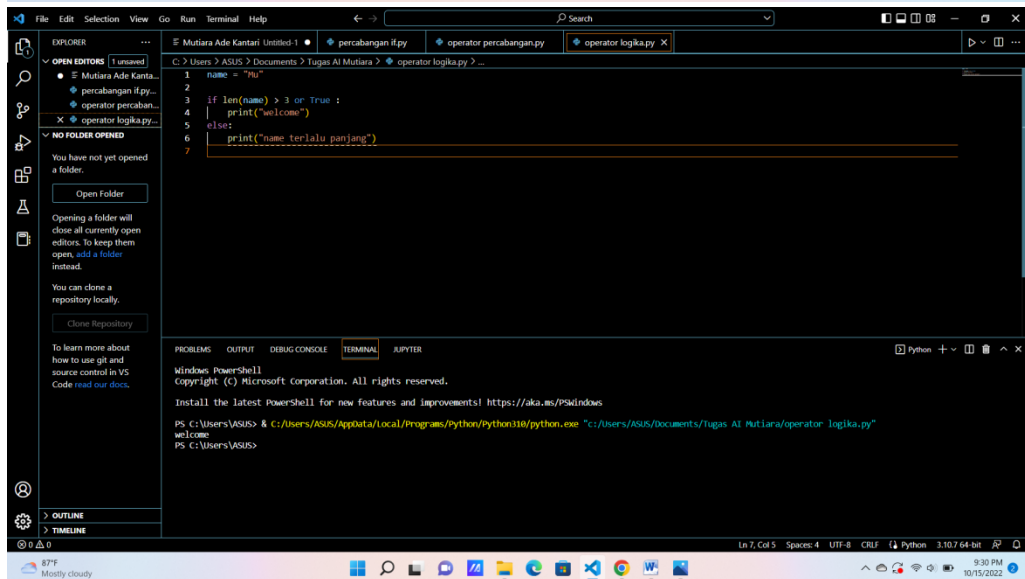 File Edit Selection View Go Run Terminal Help
Search
EXPLORER
Mutiara Ade Kantari Untitled-1
percabangan if.py
operator percabangan.py
operator logika.py
OPEN EDITORS 1 unsaved
Mutiara Ade Kanta...
percabangan if.py...
operator percaban...
operator logika.py...
NO FOLDER OPENED
You have not yet opened
a folder.
Open Folder
Opening a folder will
close all currently open
editors. To keep them
open, add a folder
instead.
You can clone a
repository locally.
Clone Repository
To learn more about
how to use git and
source control in VS
Code read our docs.
OUTLINE
TIMELINE
C: > Users > ASUS > Documents > Tugas AI Mutiara > operator logika.py > ...
1 name = "Mu"
2
3 if len(name) > 3 or True :
4 print("welcome")
5 else:
6 print("name terlalu panjang")
7
PROBLEMS OUTPUT DEBUG CONSOLE TERMINAL JUPYTER
Python
Windows PowerShell
Copyright (C) Microsoft Corporation. All rights reserved.
Install the latest PowerShell for new features and improvements! https://aka.ms/PSWindows
PS C:\Users\ASUS> & C:/Users/ASUS/AppData/Local/Programs/Python/Python310/python.exe "c:/Users/ASUS/Documents/Tugas AI Mutiara/operator logika.py"
welcome
PS C:\Users\ASUS>
0 0
Ln 7, Col 5 Spaces: 4 UTF-8 CRLF Python 3.10.7 64-bit
87°F
Mostly cloudy
9:30 PM
10/15/2022